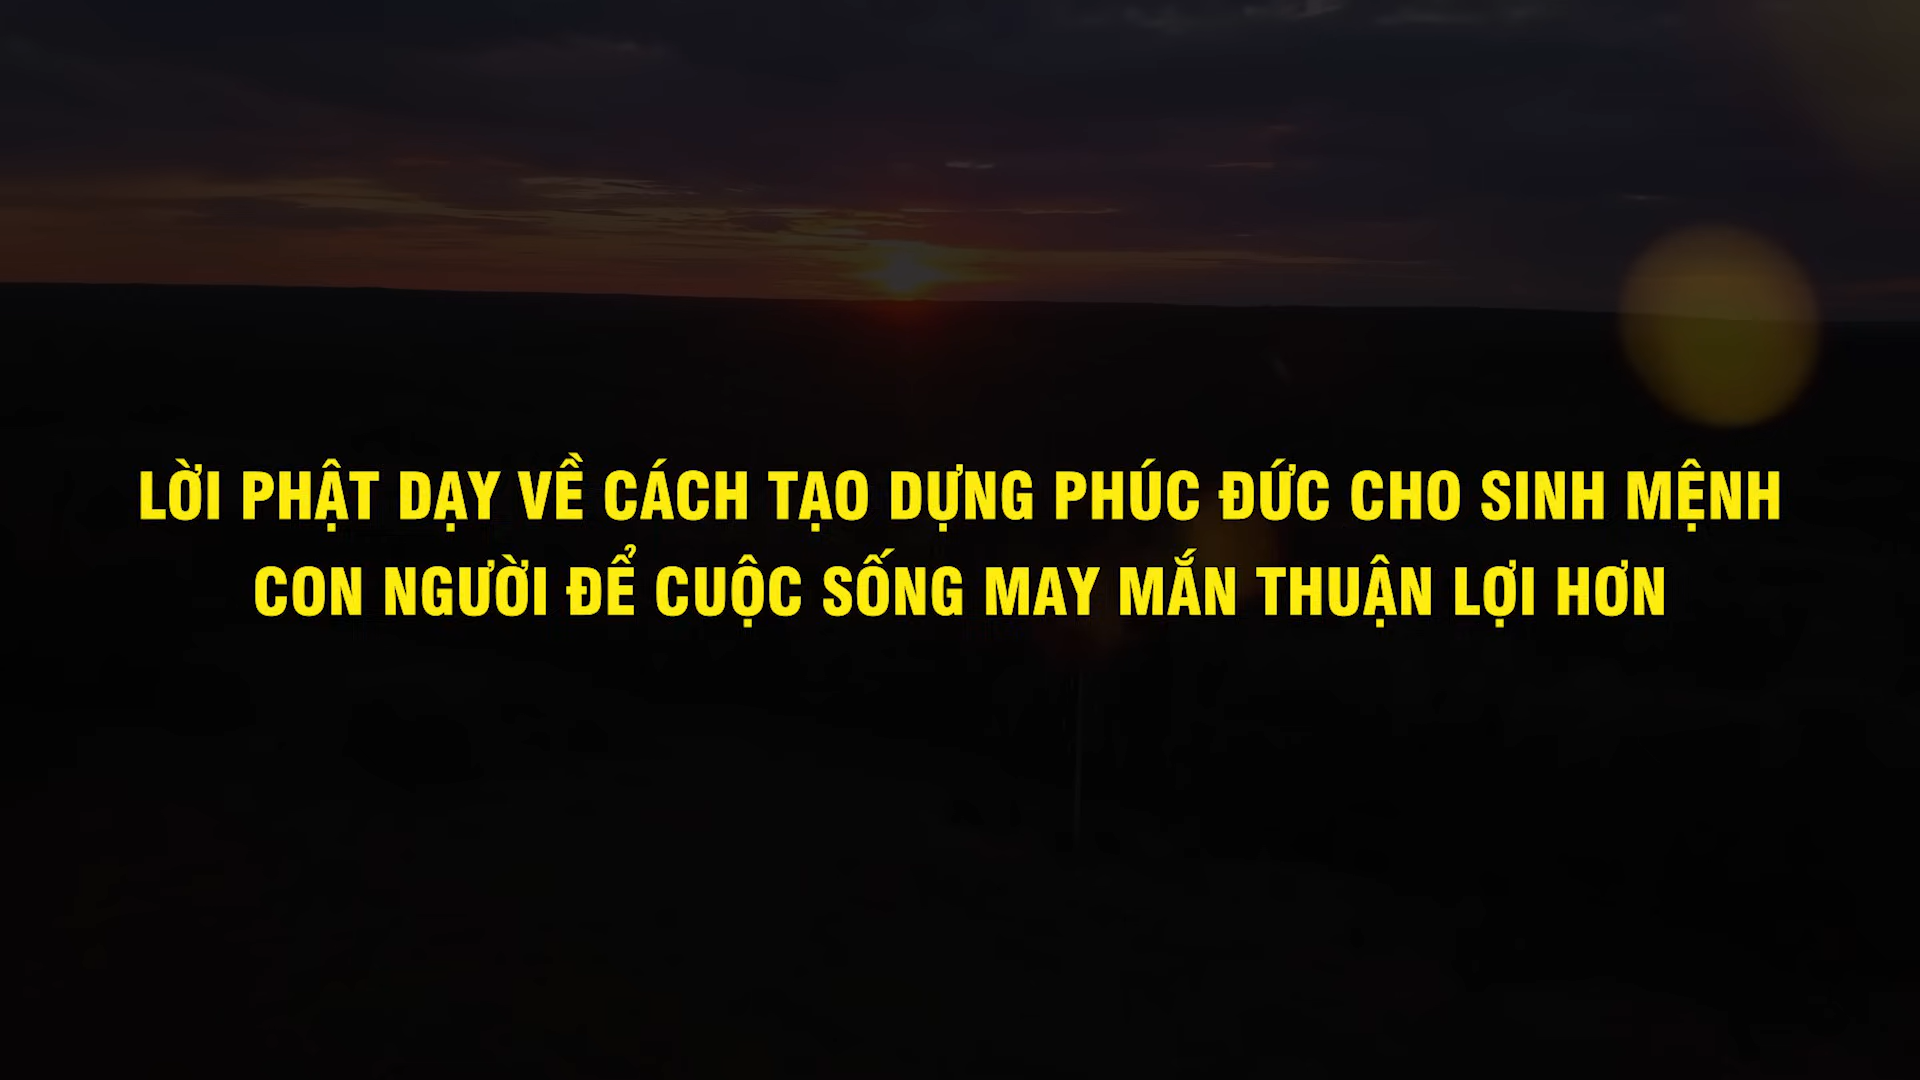 LỜI PHẬT DẠY VỀ CÁCH TẠO DỰNG PHÚC ĐỨC CHO SINH MỆNH
CON NGƯỜI ĐỂ CUỘC SỐNG MAY MẮN THUẬN LỢI HƠN